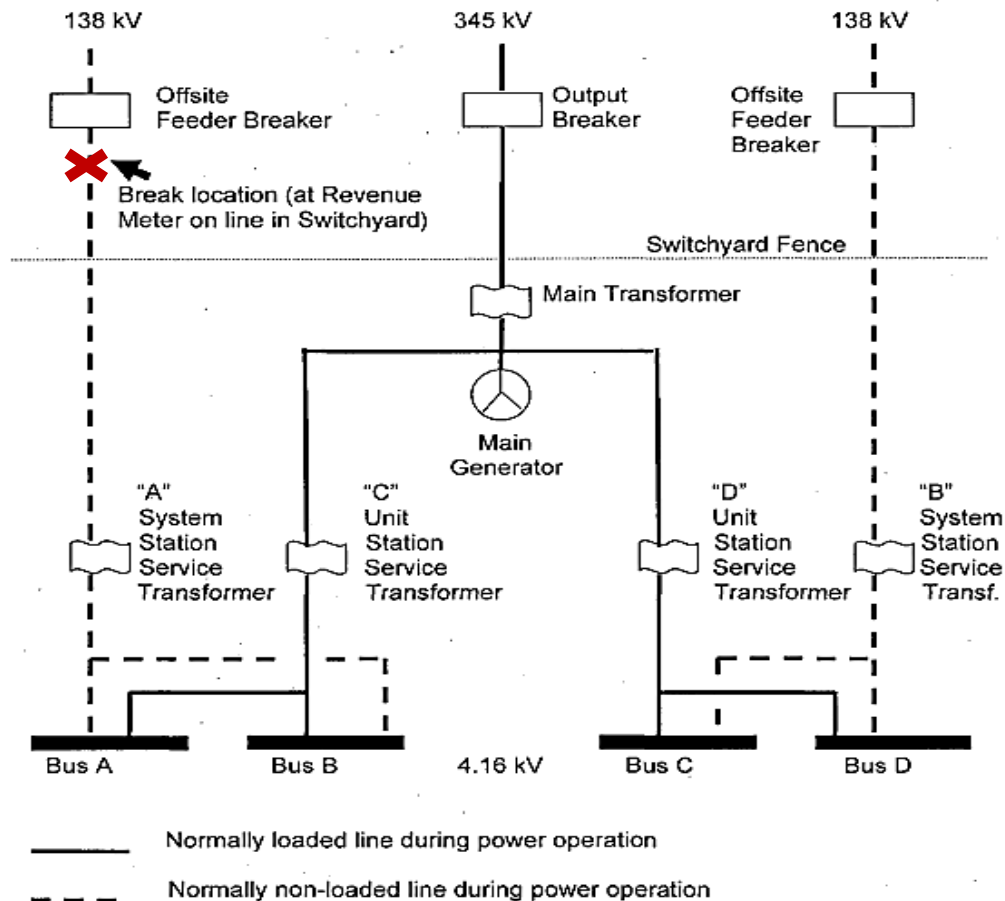 138 kV
345 kV
138 kV
Offsite
Feeder Breaker
Output
Breaker
Offsite
Feeder
Breaker
Break location (at Revenue
Meter on line in Switchyard)
Switchyard Fence
Main Transformer
Main
Generator
"A"
System
Station
Service
Transformer
"C"
Unit
Station
Service
Transformer
"D"
Unit
Station
Service
Transformer
"B"
System
Station
Service
Transf.
Bus A
Bus B
4.16 kV
Bus C
Bus D
Normally loaded line during power operation
Normally non-loaded line during power operation